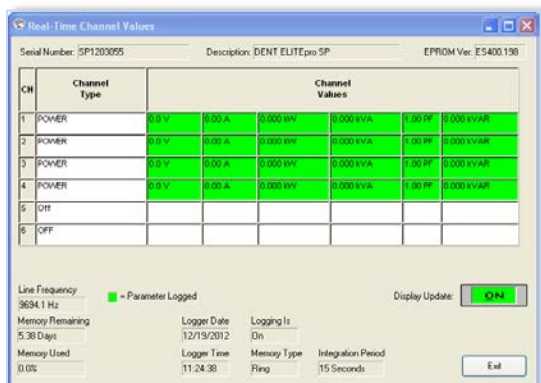 Real-Time Channel Values
Serial Number: SP1203055 Description: DENT ELITEpro SP EPROM Ver: ES400.198
CH Channel Type Channel Values
1 POWER 0.0 V 0.00 A 0.000 kW 0.000 kVA 1.00 PF 0.000 kVAR
2 POWER 0.0 V 0.00 A 0.000 kW 0.000 kVA 1.00 PF 0.000 kVAR
3 POWER 0.0 V 0.00 A 0.000 kW 0.000 kVA 1.00 PF 0.000 kVAR
4 POWER 0.0 V 0.00 A 0.000 kW 0.000 kVA 1.00 PF 0.000 kVAR
5 Off
6 OFF
Line Frequency
9694.1 Hz
= Parameter Logged
Display Update: ON
Memory Remaining Logger Date Logging Is
5.38 Days 12/19/2012 On
Memory Used Logger Time Memory Type Integration Period
0.0% 11:24:38 Ring 15 Seconds
Exit